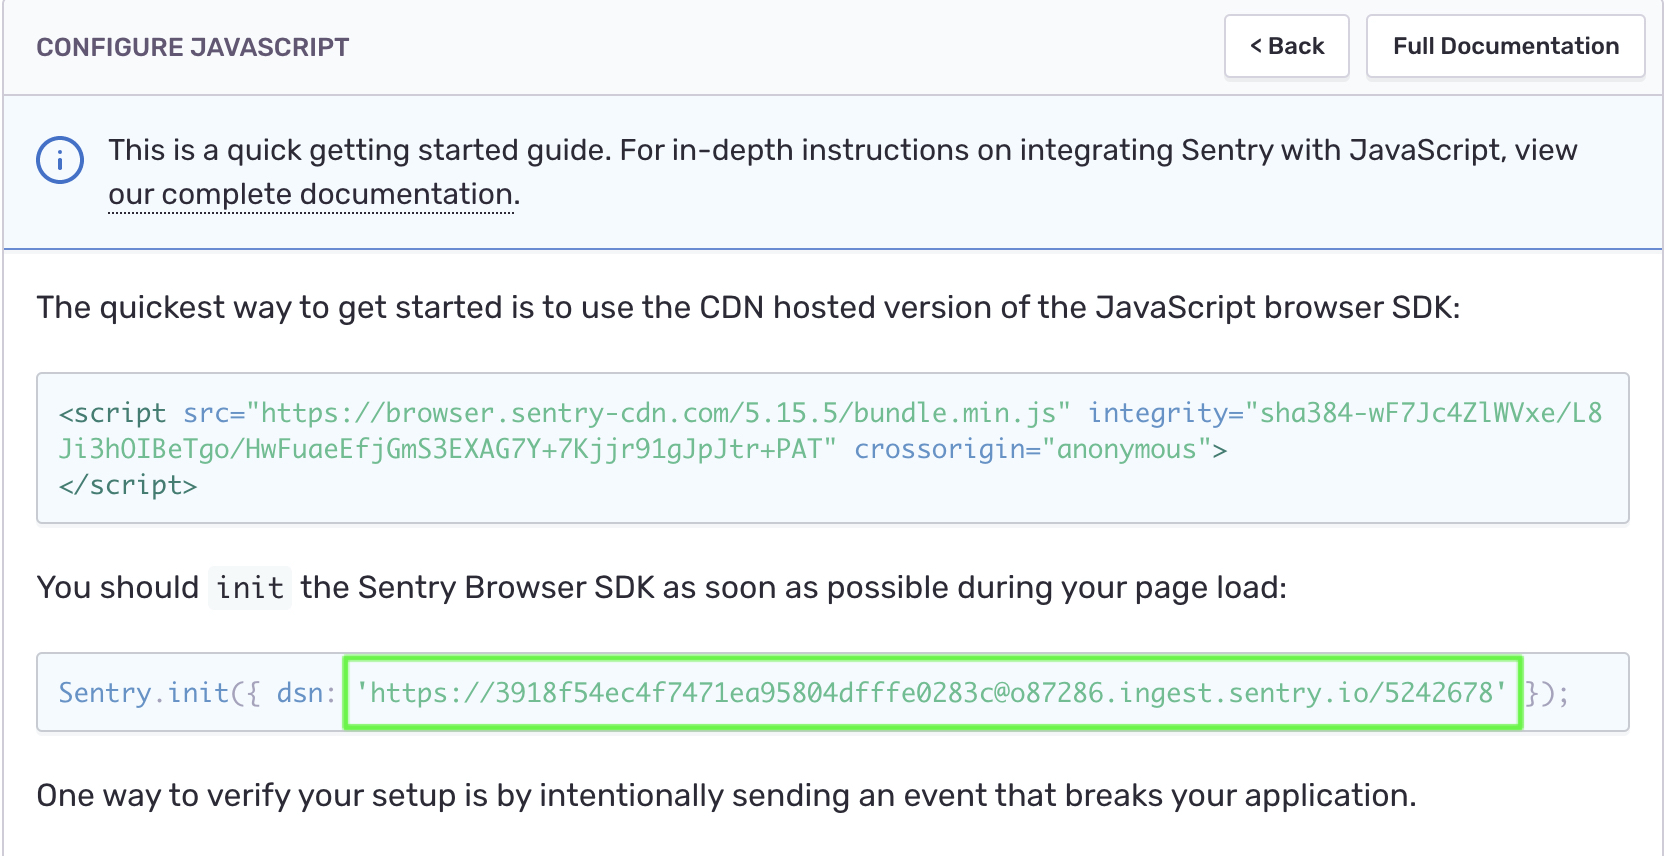 CONFIGURE JAVASCRIPT
< Back
Full Documentation
This is a quick getting started guide. For in-depth instructions on integrating Sentry with JavaScript, view
our complete documentation.
The quickest way to get started is to use the CDN hosted version of the JavaScript browser SDK:
<script src="https://browser.sentry-cdn.com/5.15.5/bundle.min.js" integrity="sha384-wF7Jc4ZlWVxe/L8
Ji3hOIBeTgo/HwFuaeEfjGmS3EXAG7Y+7Kjjr91gJpJtr+PAT" crossorigin="anonymous">
</script>
You should init the Sentry Browser SDK as soon as possible during your page load:
Sentry.init({ dsn: 'https://3918f54ec4f7471ea95804dfffe0283c@o87286.ingest.sentry.io/5242678' });
One way to verify your setup is by intentionally sending an event that breaks your application.